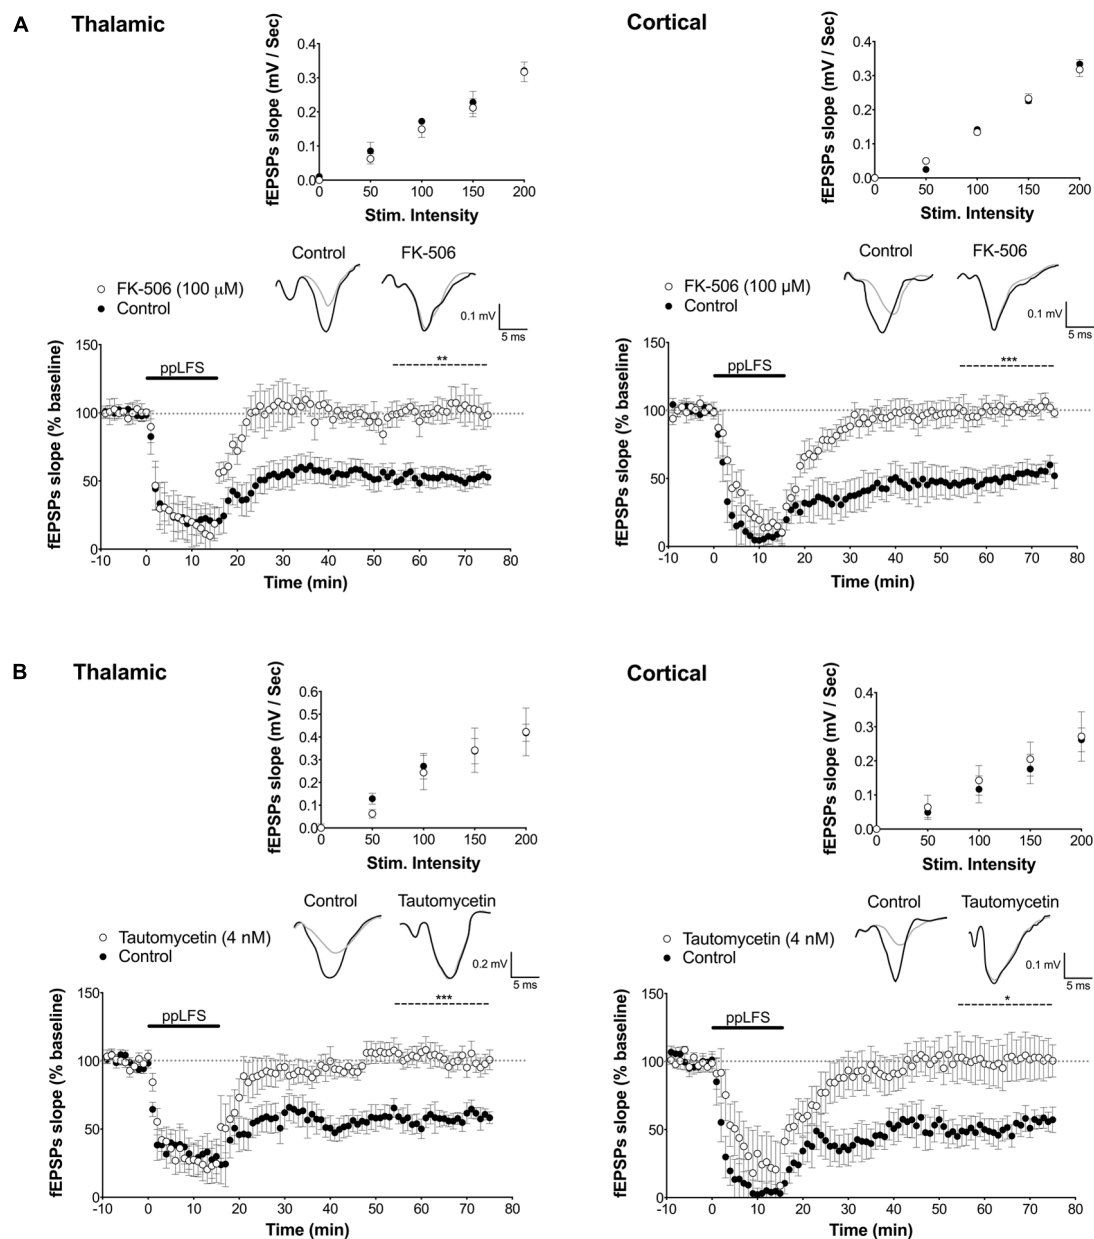 A
Thalamic
Cortical
fEPSPs slope (mV / Sec)
0.4
0.3
0.2
0.1
0.0
0 50 100 150 200
Stim. Intensity
fEPSPs slope (mV / Sec)
0.4
0.3
0.2
0.1
0.0
0 50 100 150 200
Stim. Intensity
Control FK-506
FK-506 (100 μM)
Control
0.1 mV
5 ms
fEPSPs slope (% baseline)
150
100
50
0
ppLFS
**
-10 0 10 20 30 40 50 60 70 80
Time (min)
Control FK-506
FK-506 (100 μM)
Control
0.1 mV
5 ms
fEPSPs slope (% baseline)
150
100
50
0
ppLFS
***
-10 0 10 20 30 40 50 60 70 80
Time (min)
B
Thalamic
Cortical
fEPSPs slope (mV / Sec)
0.6
0.5
0.4
0.3
0.2
0.1
0.0
0 50 100 150 200
Stim. Intensity
fEPSPs slope (mV / Sec)
0.4
0.3
0.2
0.1
0.0
0 50 100 150 200
Stim. Intensity
Control Tautomycetin
Tautomycetin (4 nM)
Control
0.2 mV
5 ms
fEPSPs slope (% baseline)
150
100
50
0
ppLFS
***
-10 0 10 20 30 40 50 60 70 80
Time (min)
Control Tautomycetin
Tautomycetin (4 nM)
Control
0.1 mV
5 ms
fEPSPs slope (% baseline)
150
100
50
0
ppLFS
*
-10 0 10 20 30 40 50 60 70 80
Time (min)